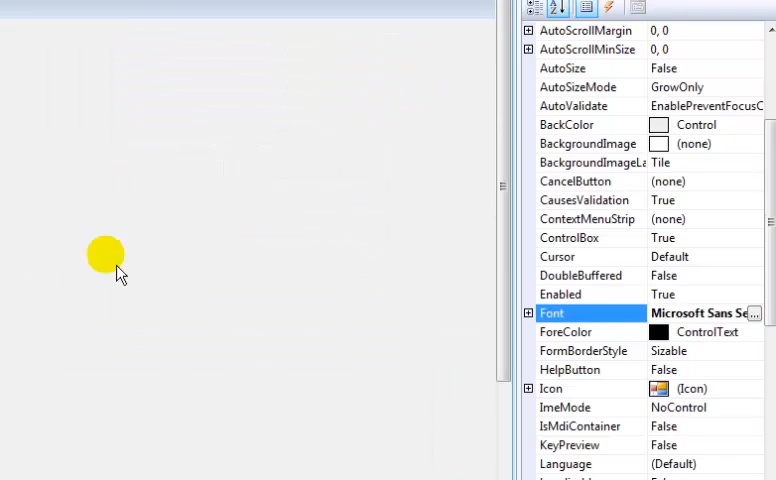 AutoScrollMargin 0, 0
AutoScrollMinSize 0, 0
AutoSize False
AutoSizeMode GrowOnly
AutoValidate EnablePreventFocusC
BackColor Control
BackgroundImage (none)
BackgroundImageLa Tile
CancelButton (none)
CausesValidation True
ContextMenuStrip (none)
ControlBox True
Cursor Default
DoubleBuffered False
Enabled True
Font Microsoft Sans Se...
ForeColor ControlText
FormBorderStyle Sizable
HelpButton False
Icon (Icon)
ImeMode NoControl
IsMdiContainer False
KeyPreview False
Language (Default)